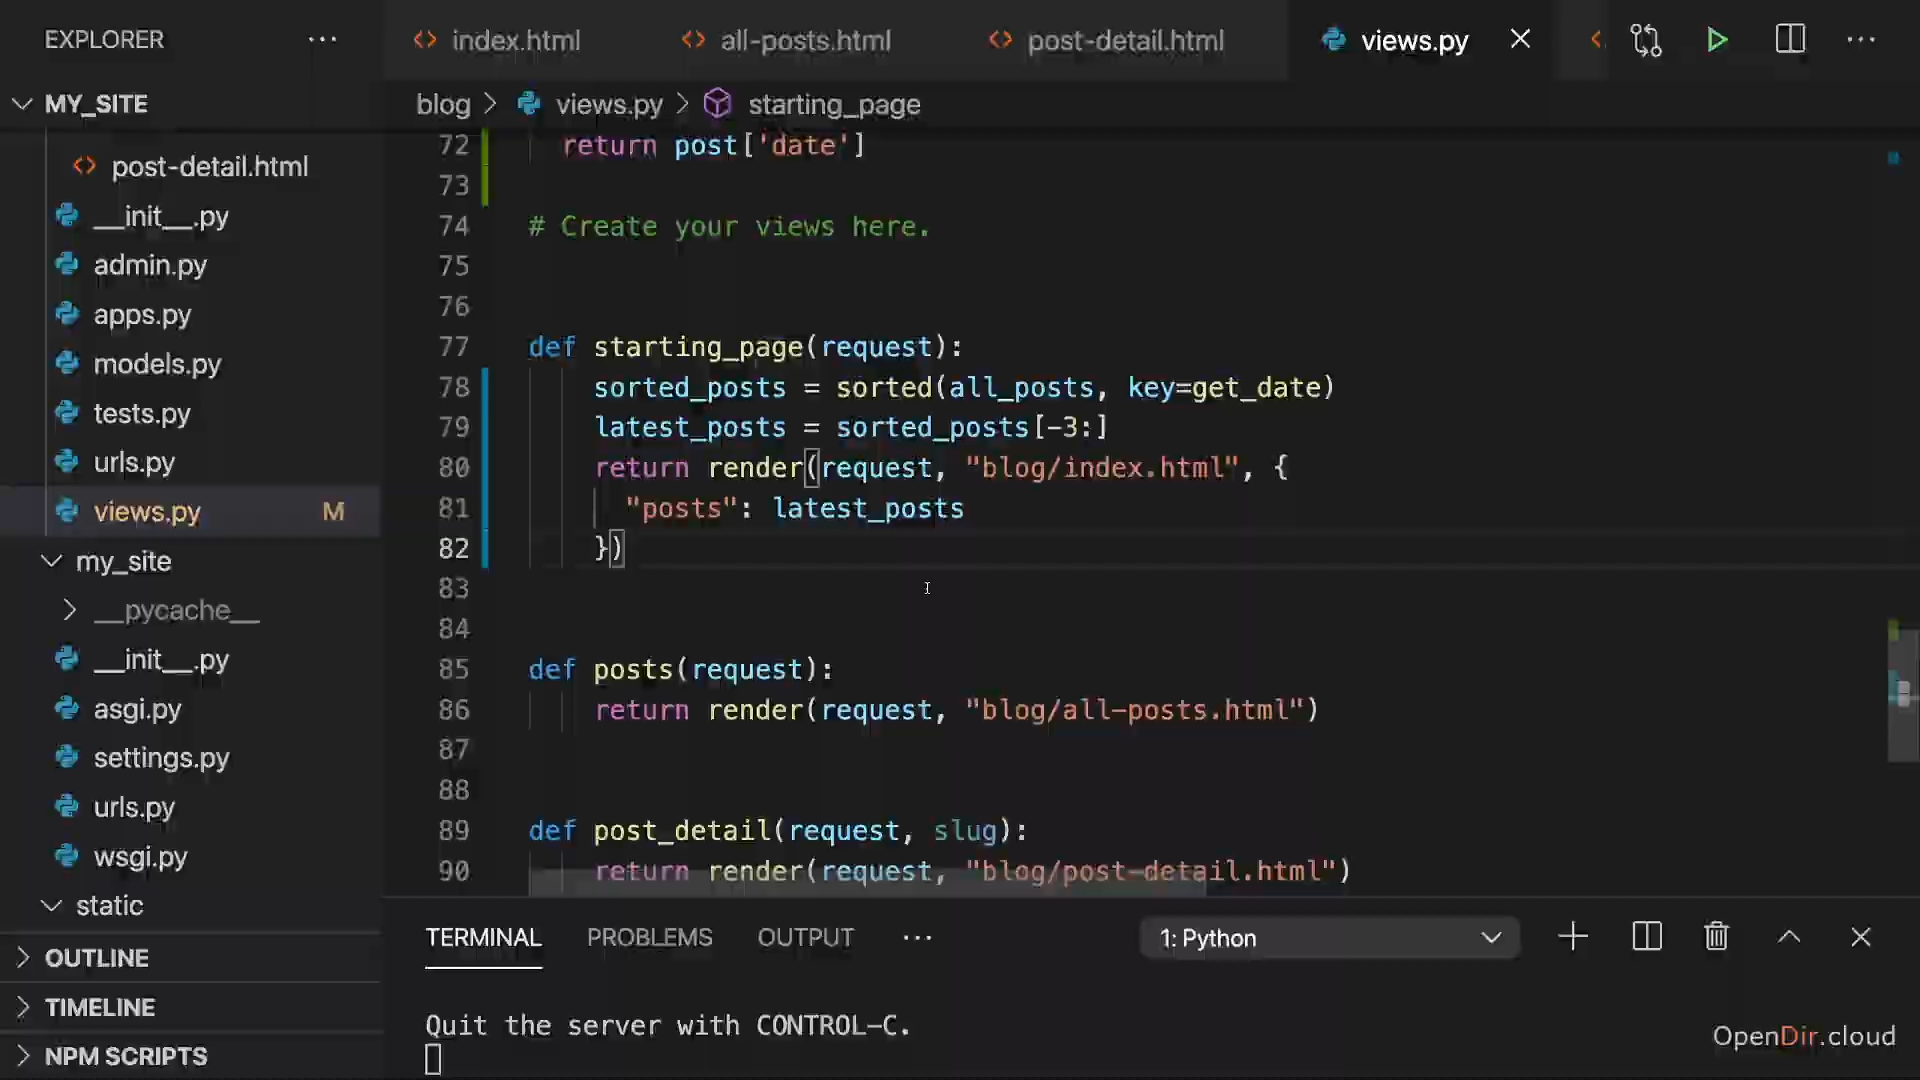 EXPLORER
index.html
all-posts.html
post-detail.html
views.py
MY_SITE
blog > views.py > starting_page
post-detail.html
__init__.py
admin.py
apps.py
models.py
tests.py
urls.py
views.py M
my_site
__pycache__
__init__.py
asgi.py
settings.py
urls.py
wsgi.py
static
OUTLINE
TIMELINE
NPM SCRIPTS
72 return post['date']
73
74 # Create your views here.
75
76
77 def starting_page(request):
78 sorted_posts = sorted(all_posts, key=get_date)
79 latest_posts = sorted_posts[-3:]
80 return render(request, "blog/index.html", {
81 "posts": latest_posts
82 })
83
84
85 def posts(request):
86 return render(request, "blog/all-posts.html")
87
88
89 def post_detail(request, slug):
90 return render(request, "blog/post-detail.html")
TERMINAL PROBLEMS OUTPUT ··· 1: Python
Quit the server with CONTROL-C.
OpenDir.cloud